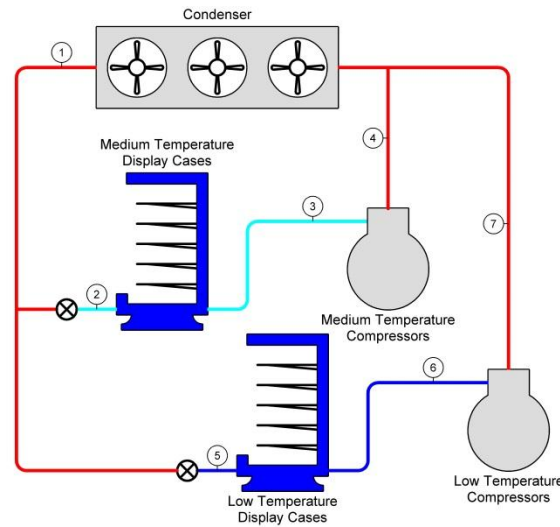 Condenser
1
Medium Temperature
Display Cases
4
3
7
2
Medium Temperature
Compressors
6
5
Low Temperature
Display Cases
Low Temperature
Compressors